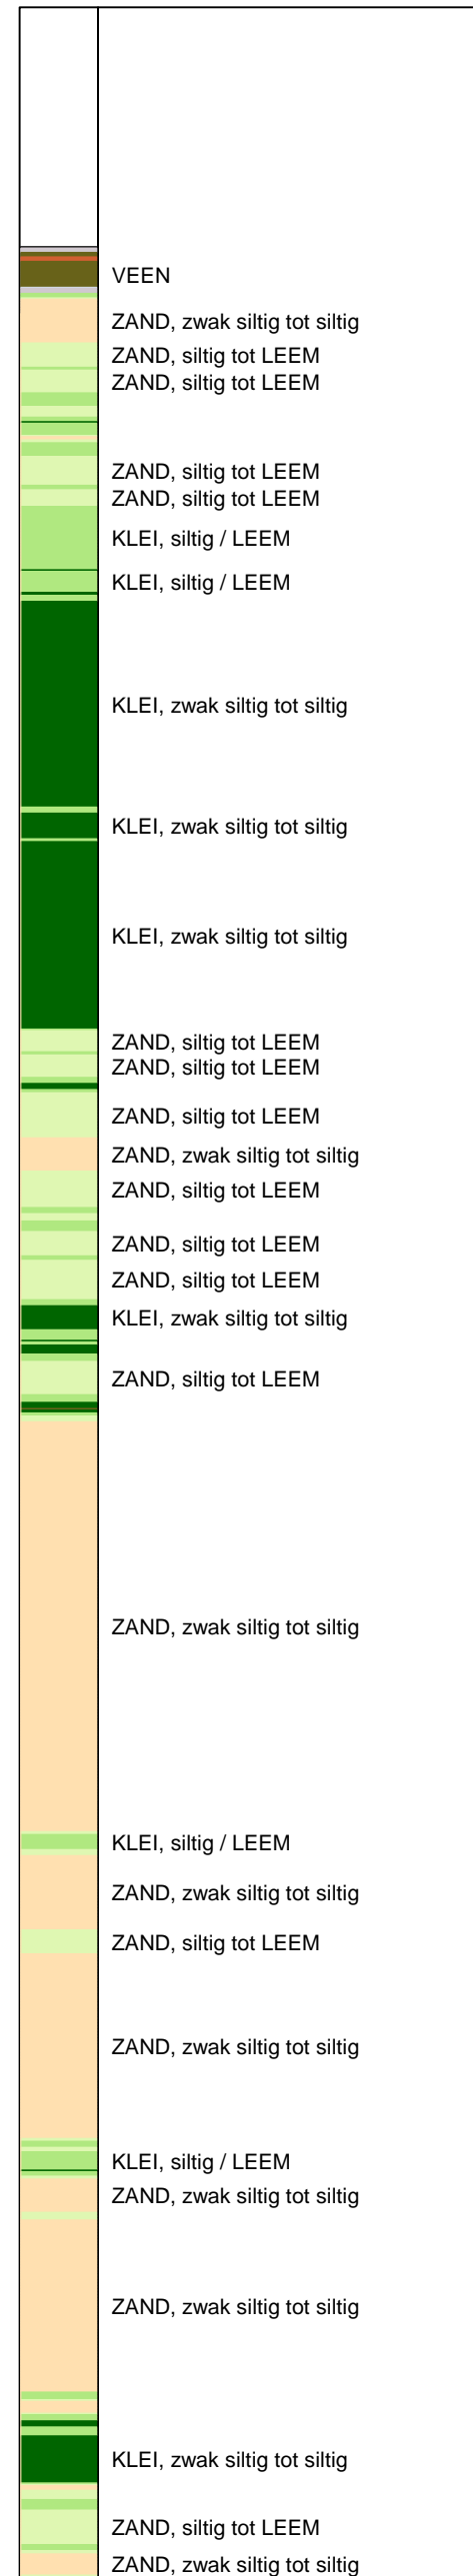 VEEN
ZAND, zwak siltig tot siltig
ZAND, siltig tot LEEM
ZAND, siltig tot LEEM
ZAND, siltig tot LEEM
ZAND, siltig tot LEEM
KLEI, siltig / LEEM
KLEI, siltig / LEEM
KLEI, zwak siltig tot siltig
KLEI, zwak siltig tot siltig
KLEI, zwak siltig tot siltig
ZAND, siltig tot LEEM
ZAND, siltig tot LEEM
ZAND, siltig tot LEEM
ZAND, zwak siltig tot siltig
ZAND, siltig tot LEEM
ZAND, siltig tot LEEM
ZAND, siltig tot LEEM
KLEI, zwak siltig tot siltig
ZAND, siltig tot LEEM
ZAND, zwak siltig tot siltig
KLEI, siltig / LEEM
ZAND, zwak siltig tot siltig
ZAND, siltig tot LEEM
ZAND, zwak siltig tot siltig
KLEI, siltig / LEEM
ZAND, zwak siltig tot siltig
ZAND, zwak siltig tot siltig
KLEI, zwak siltig tot siltig
ZAND, siltig tot LEEM
ZAND, zwak siltig tot siltig